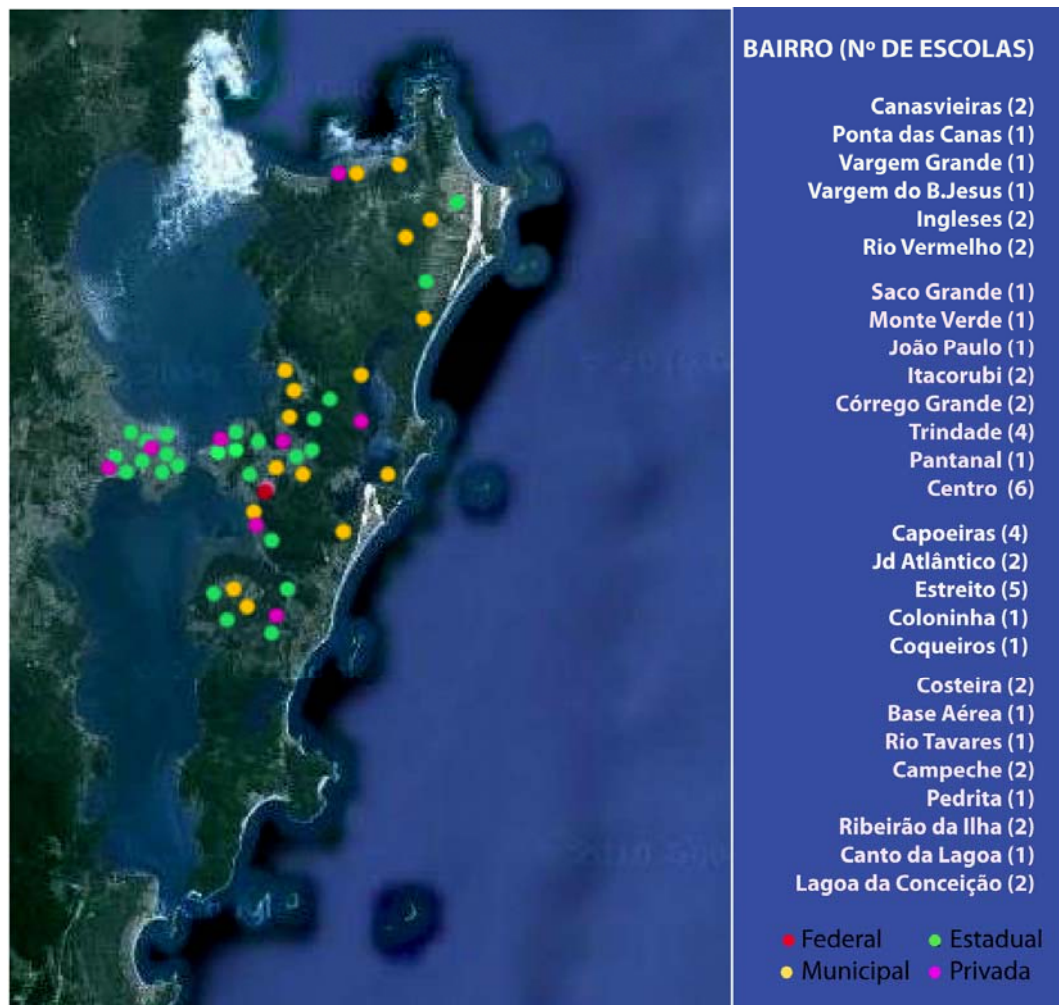 BAIRRO (Nº DE ESCOLAS)
Canasvieiras (2)
Ponta das Canas (1)
Vargem Grande (1)
Vargem do B.Jesus (1)
Ingleses (2)
Rio Vermelho (2)
Saco Grande (1)
Monte Verde (1)
João Paulo (1)
Itacorubi (2)
Córrego Grande (2)
Trindade (4)
Pantanal (1)
Centro (6)
Capoeiras (4)
Jd Atlântico (2)
Estreito (5)
Coloninha (1)
Coqueiros (1)
Costeira (2)
Base Aérea (1)
Rio Tavares (1)
Campeche (2)
Pedrita (1)
Ribeirão da Ilha (2)
Canto da Lagoa (1)
Lagoa da Conceição (2)
Federal Estadual
Municipal Privada